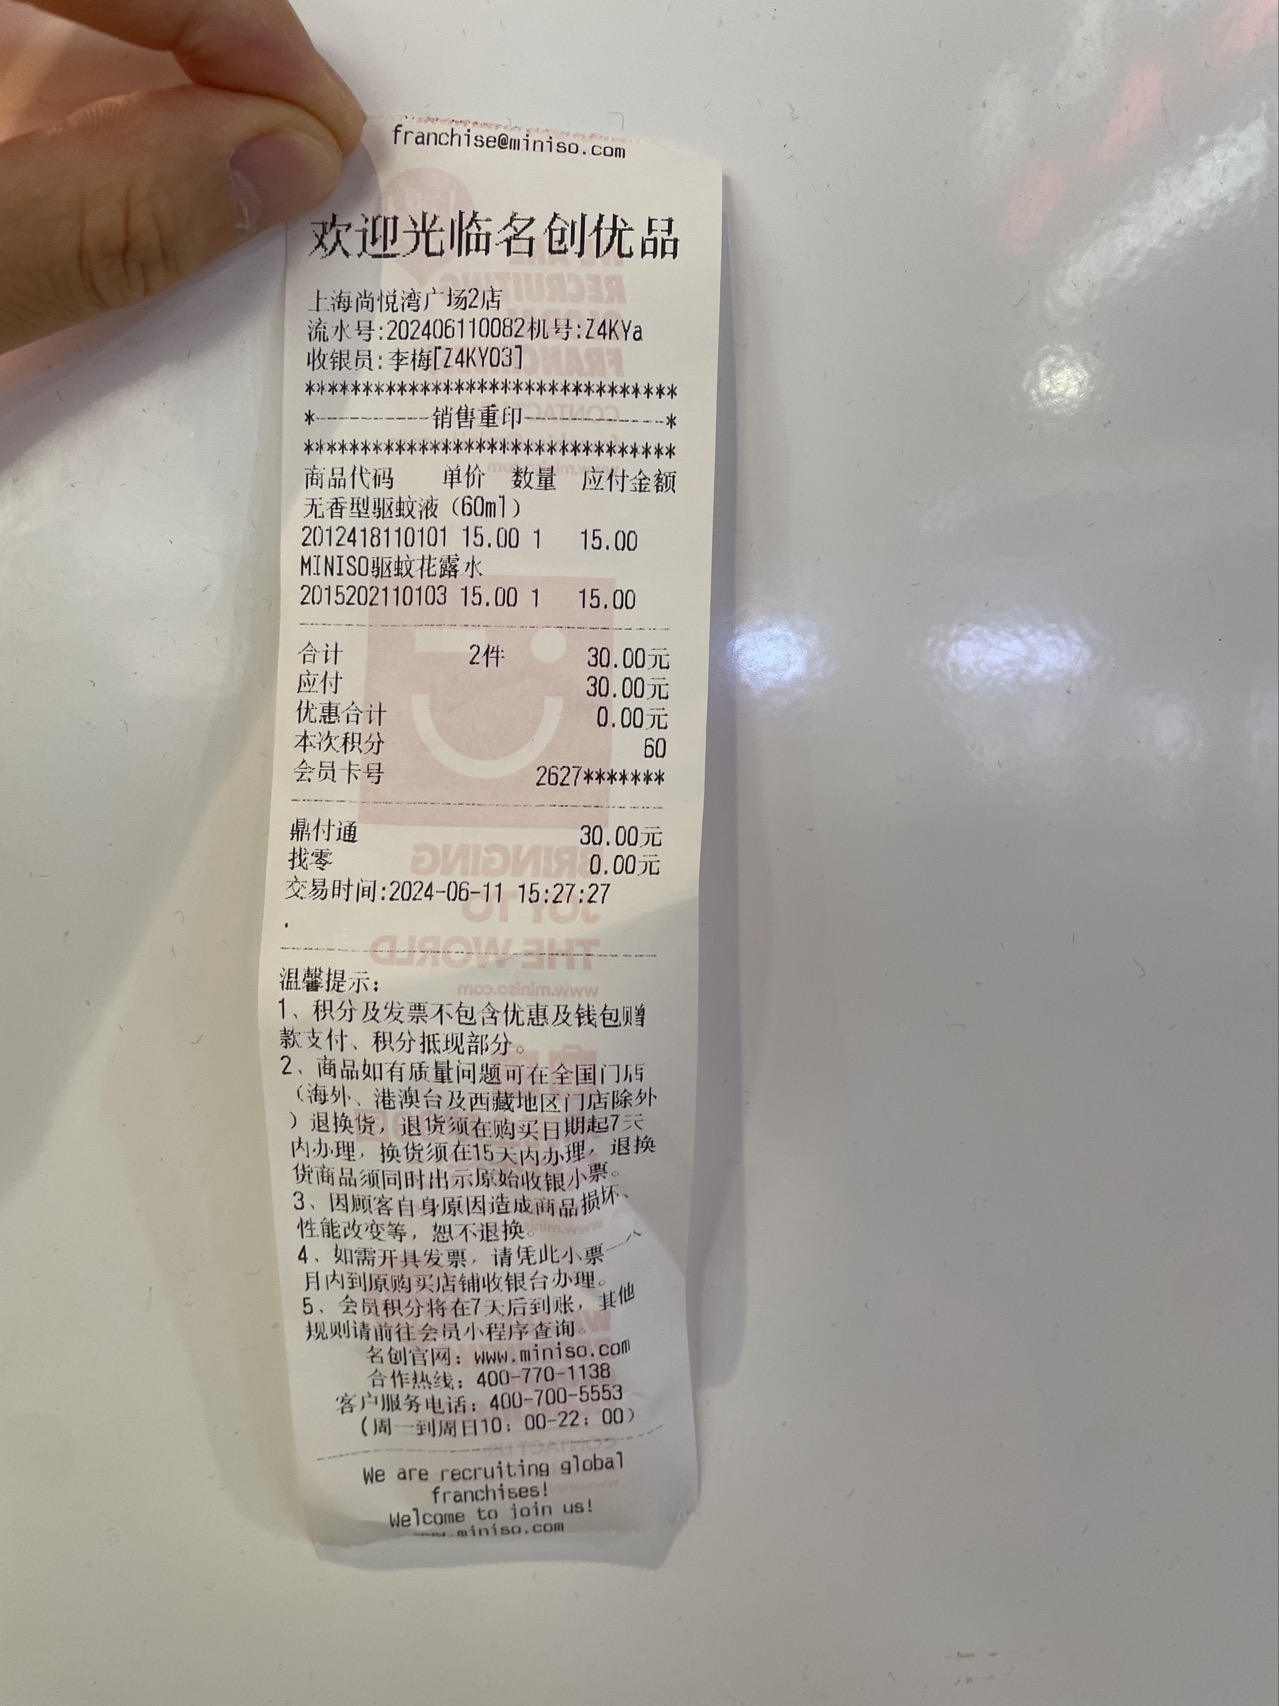 franchise@miniso.com
欢迎光临名创优品
上海尚悦湾广场2店
流水号:202406110082机号:Z4KYa
收银员:李梅[Z4KY03]
********************************
*----------销售重印------------*
********************************
商品代码 单价 数量 应付金额
无香型驱蚊液（60ml）
2012418110101 15.00 1 15.00
MINISO驱蚊花露水
2015202110103 15.00 1 15.00
合计 2件 30.00元
应付 30.00元
优惠合计 0.00元
本次积分 60
会员卡号 2627*******
鼎付通 30.00元
找零 0.00元
交易时间:2024-06-11 15:27:27
.
温馨提示:
1、积分及发票不包含优惠及钱包赠
款支付、积分抵现部分。
2、商品如有质量问题可在全国门店
（海外、港澳台及西藏地区门店除外
）退换货，退货须在购买日期起7天
内办理，换货须在15天内办理，退换
货商品须同时出示原始收银小票。
3、因顾客自身原因造成商品损坏、
性能改变等，恕不退换。
4、如需开具发票，请凭此小票一个
月内到原购买店铺收银台办理。
5、会员积分将在7天后到账，其他
规则请前往会员小程序查询。
名创官网：www.miniso.com
合作热线：400-770-1138
客户服务电话：400-700-5553
(周一到周日10：00-22：00)
We are recruiting global
franchises!
Welcome to join us!
www.miniso.com